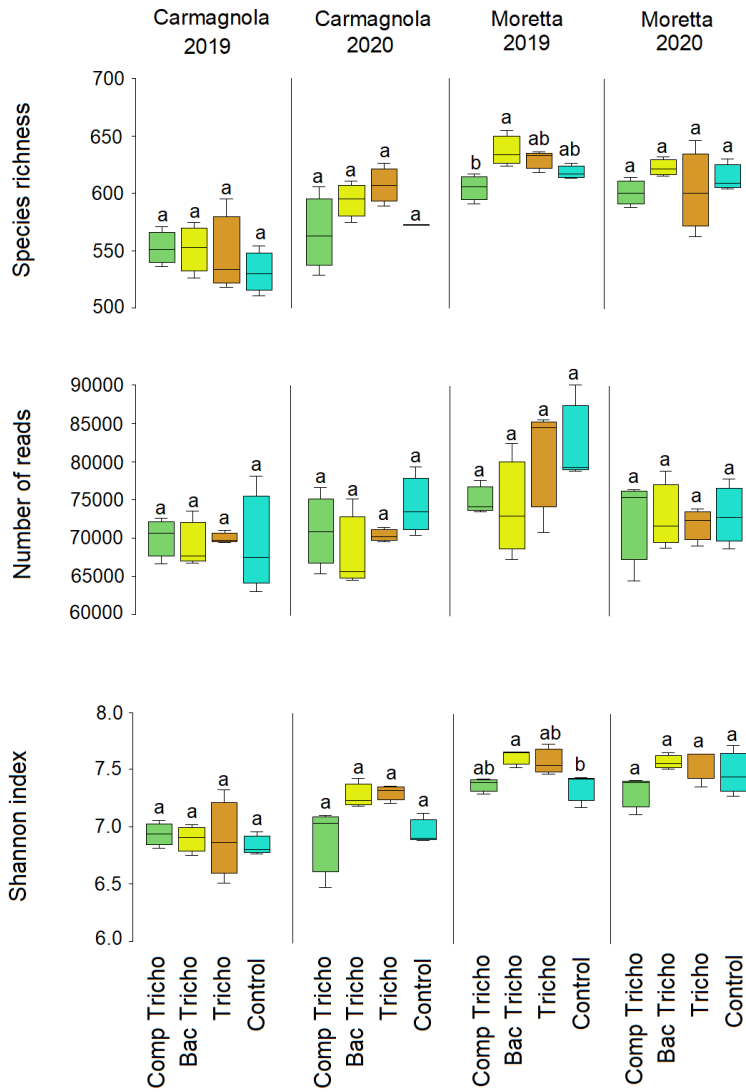 Carmagnola 2019
Carmagnola 2020
Moretta 2019
Moretta 2020
Species richness
700
650
600
550
500
a a a a
a a a a
b a ab ab
a a a a
Number of reads
90000
85000
80000
75000
70000
65000
60000
a a a a
a a a a
a a a a
a a a a
Shannon index
8.0
7.5
7.0
6.5
6.0
a a a a
a a a a
ab a ab b
a a a a
Comp Tricho
Bac Tricho
Tricho
Control
Comp Tricho
Bac Tricho
Tricho
Control
Comp Tricho
Bac Tricho
Tricho
Control
Comp Tricho
Bac Tricho
Tricho
Control